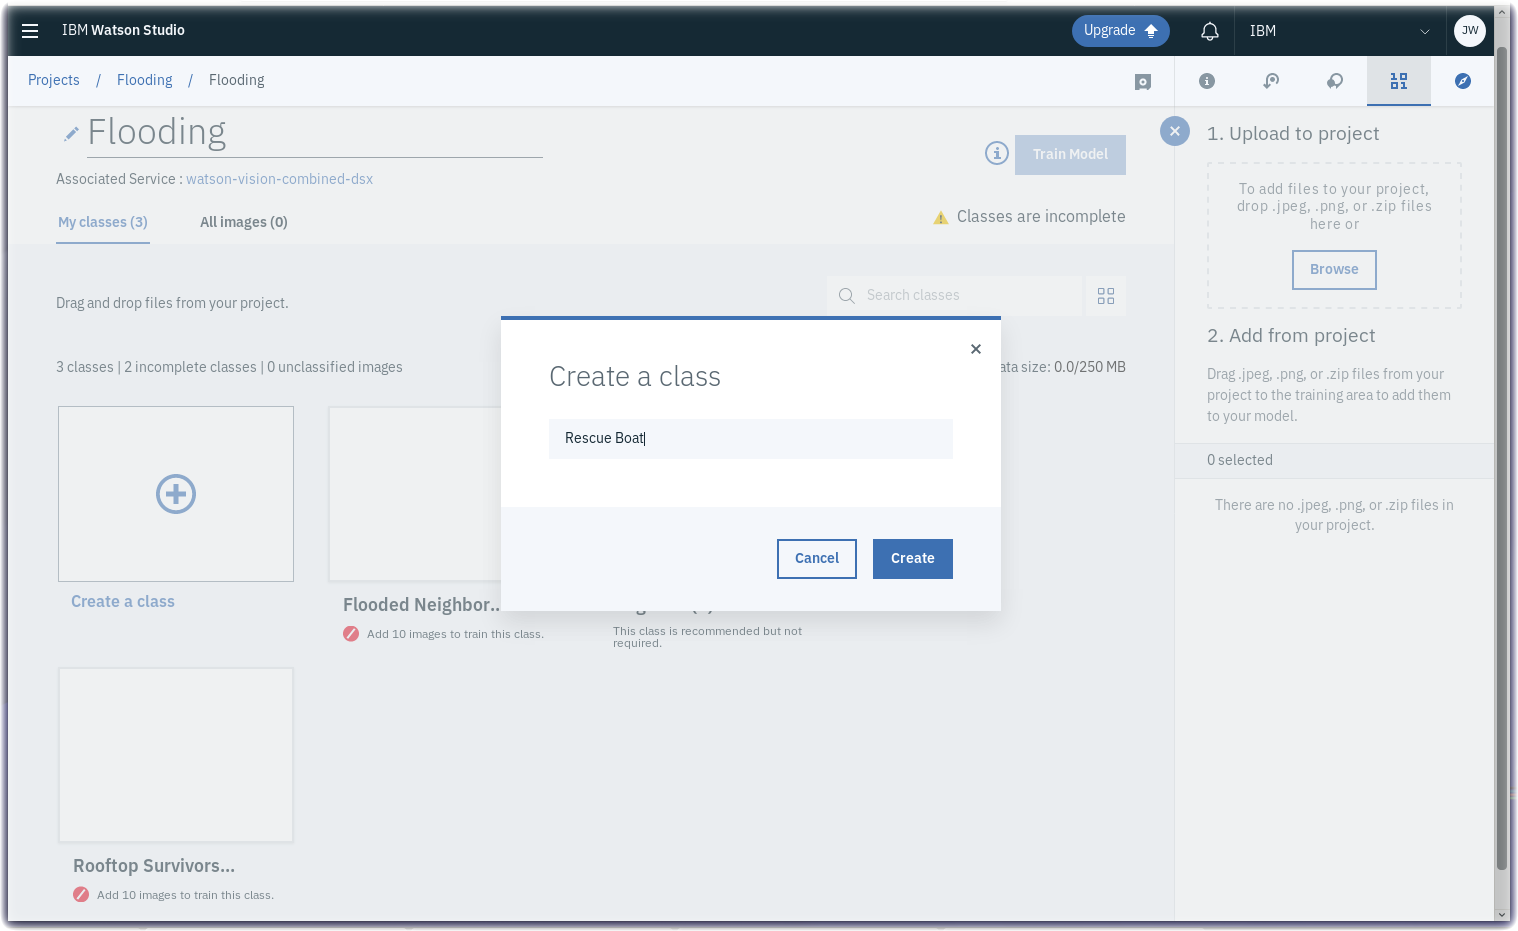 IBM Watson Studio
Upgrade
IBM
JW
Projects / Flooding / Flooding
Flooding
Train Model
Associated Service : watson-vision-combined-dsx
My classes (3)
All images (0)
Classes are incomplete
Drag and drop files from your project.
Search classes
3 classes | 2 incomplete classes | 0 unclassified images
size: 0.0/250 MB
Create a class
Rescue Boat
Cancel
Create
Create a class
Flooded Neighbor...
Add 10 images to train this class.
This class is recommended but not
required.
Rooftop Survivors...
Add 10 images to train this class.
1. Upload to project
To add files to your project,
drop .jpeg, .png, or .zip files
here or
Browse
2. Add from project
Drag .jpeg, .png, or .zip files from your
project to the training area to add them
to your model.
0 selected
There are no .jpeg, .png, or .zip files in
your project.